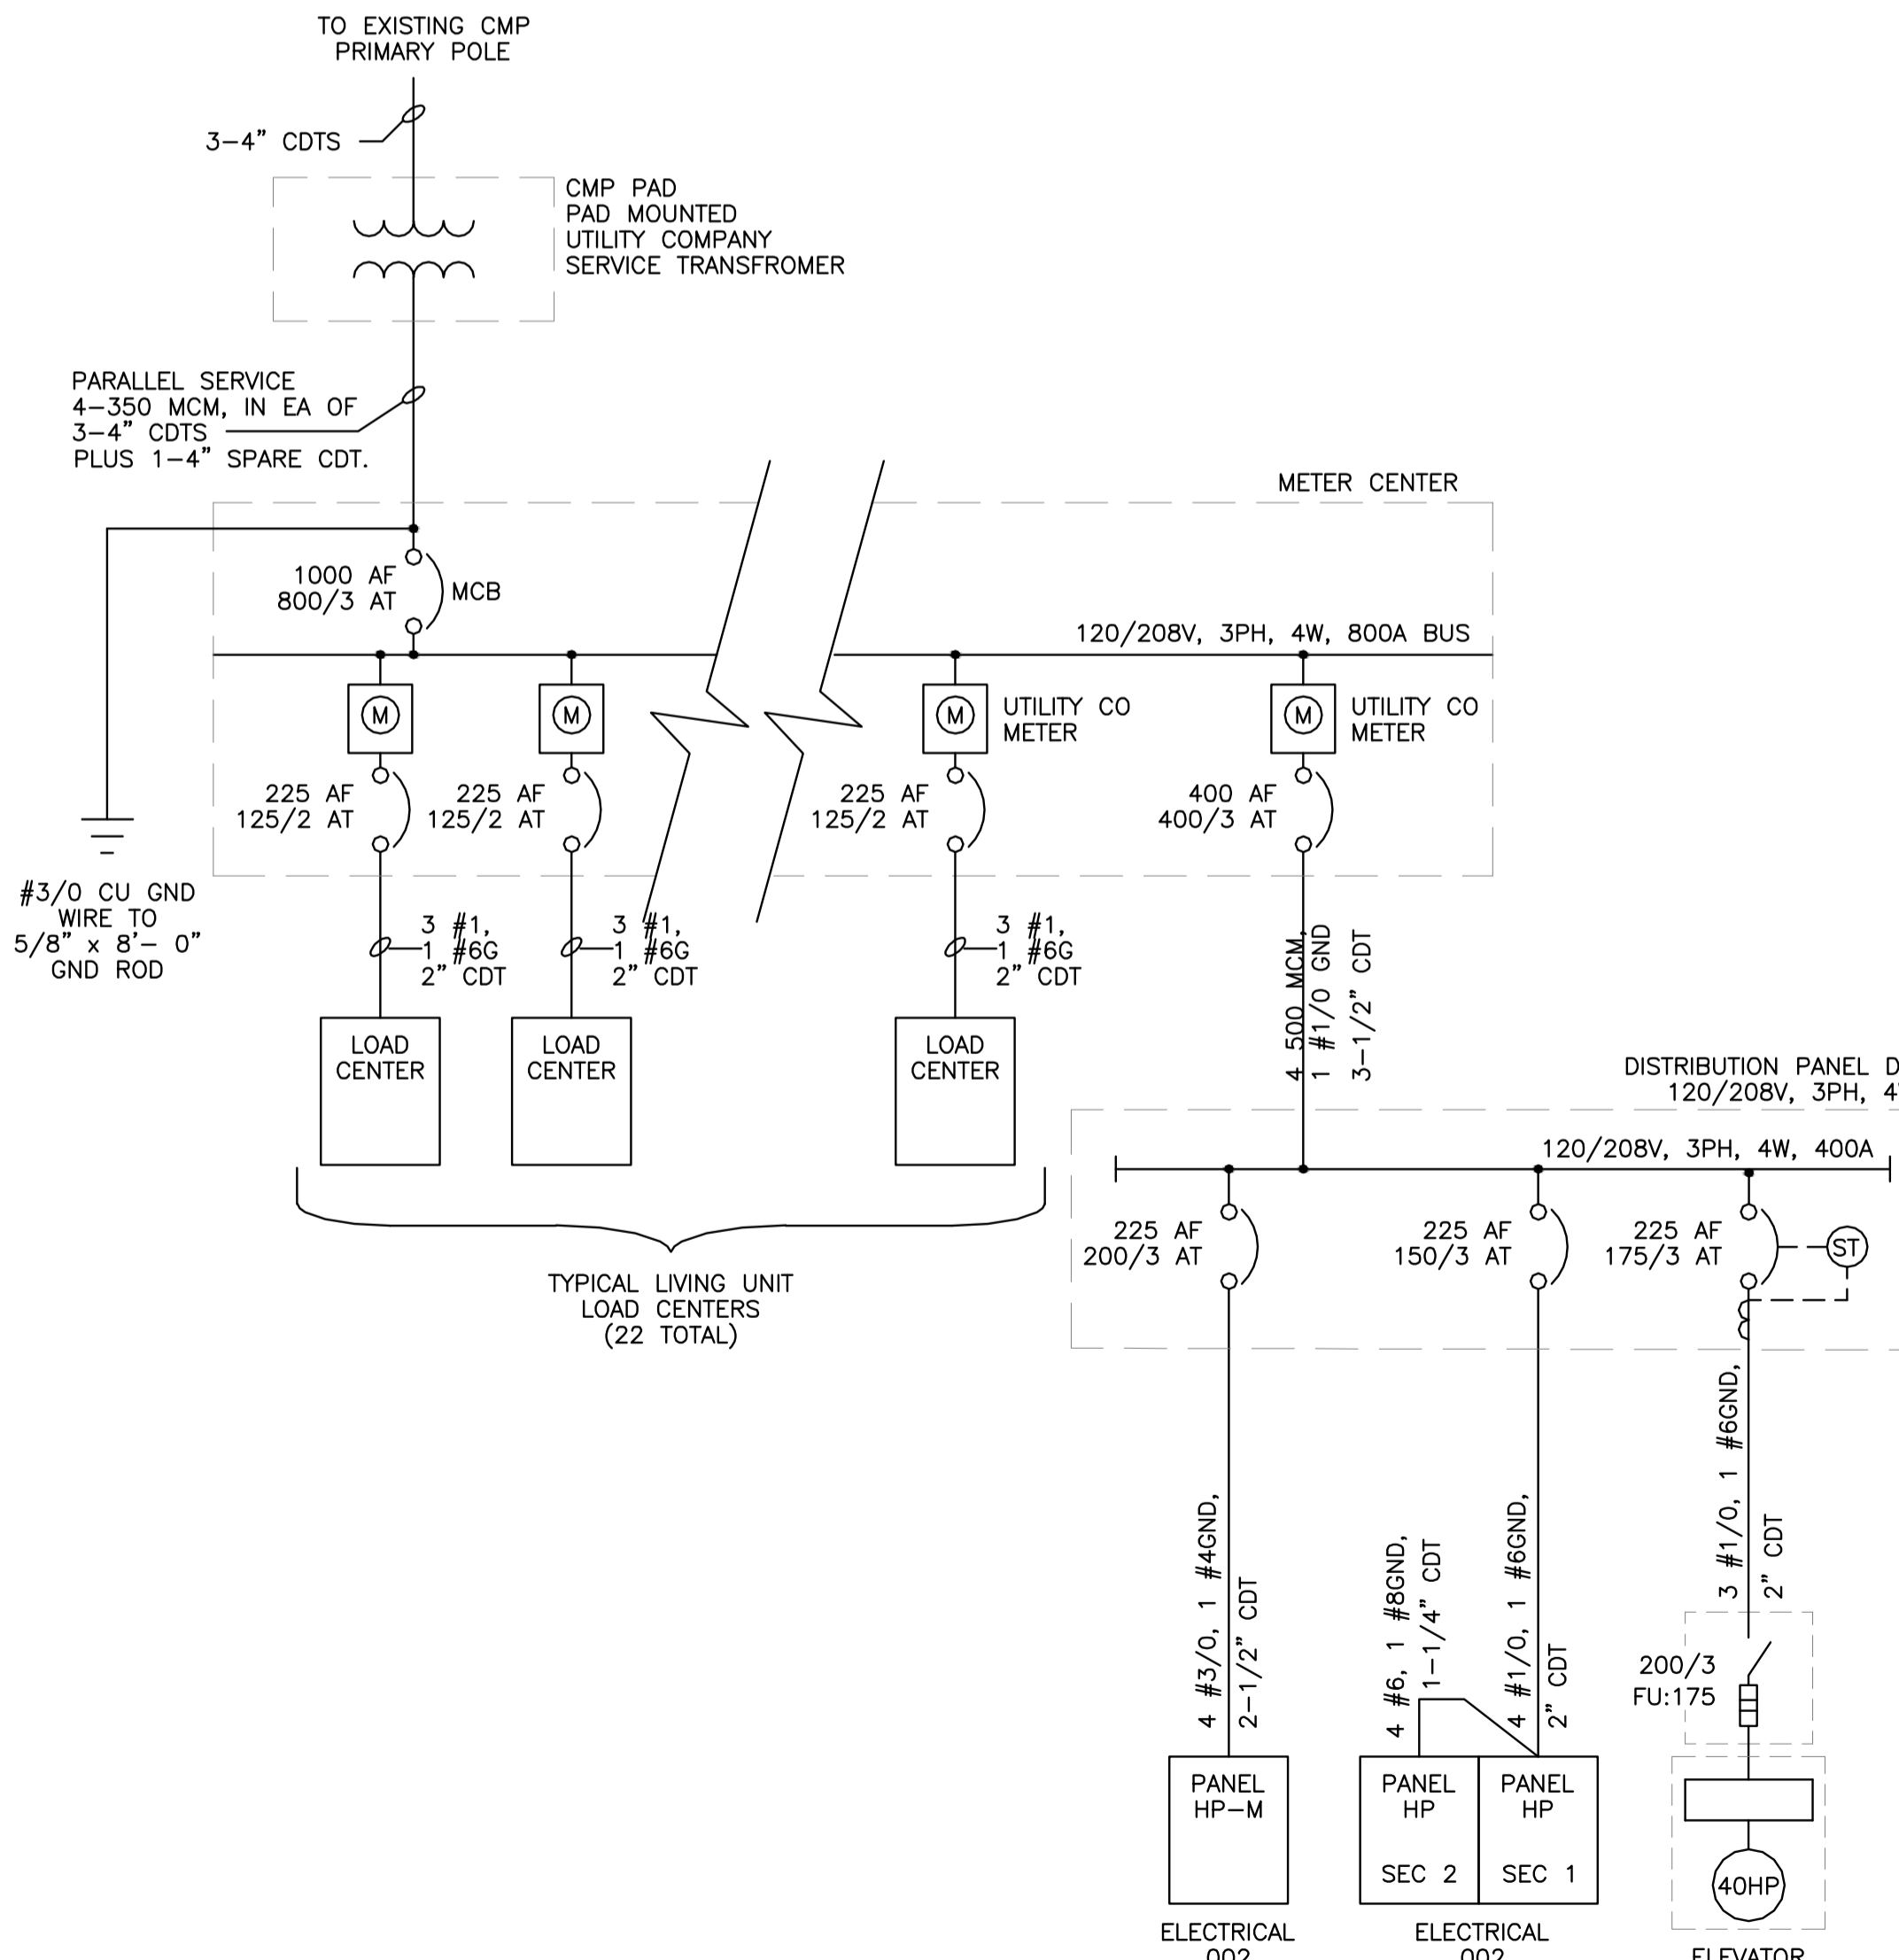 TO EXISTING CMP
PRIMARY POLE
3-4" CDTS
CMP PAD
PAD MOUNTED
UTILITY COMPANY
SERVICE TRANSFROMER
PARALLEL SERVICE
4-350 MCM, IN EA OF
3-4" CDTS
PLUS 1-4" SPARE CDT.
METER CENTER
1000 AF
800/3 AT
MCB
120/208V, 3PH, 4W, 800A BUS
M
M
M
UTILITY CO
METER
M
UTILITY CO
METER
225 AF
125/2 AT
225 AF
125/2 AT
225 AF
125/2 AT
400 AF
400/3 AT
#3/0 CU GND
WIRE TO
5/8" x 8'- 0"
GND ROD
3 #1,
1 #6G
2" CDT
3 #1,
1 #6G
2" CDT
3 #1,
1 #6G
2" CDT
4 500 MCM,
1 #1/0 GND
3-1/2" CDT
LOAD
CENTER
LOAD
CENTER
LOAD
CENTER
TYPICAL LIVING UNIT
LOAD CENTERS
(22 TOTAL)
DISTRIBUTION PANEL D
120/208V, 3PH, 4
120/208V, 3PH, 4W, 400A
225 AF
200/3 AT
225 AF
150/3 AT
225 AF
175/3 AT
ST
4 #3/0, 1 #4GND,
2-1/2" CDT
4 #6, 1 #8GND,
1-1/4" CDT
4 #1/0, 1 #6GND,
2" CDT
3 #1/0, 1 #6GND,
2" CDT
200/3
FU:175
PANEL
HP-M
PANEL
HP
SEC 2
PANEL
HP
SEC 1
40HP
ELECTRICAL
002
ELECTRICAL
002
ELEVATOR